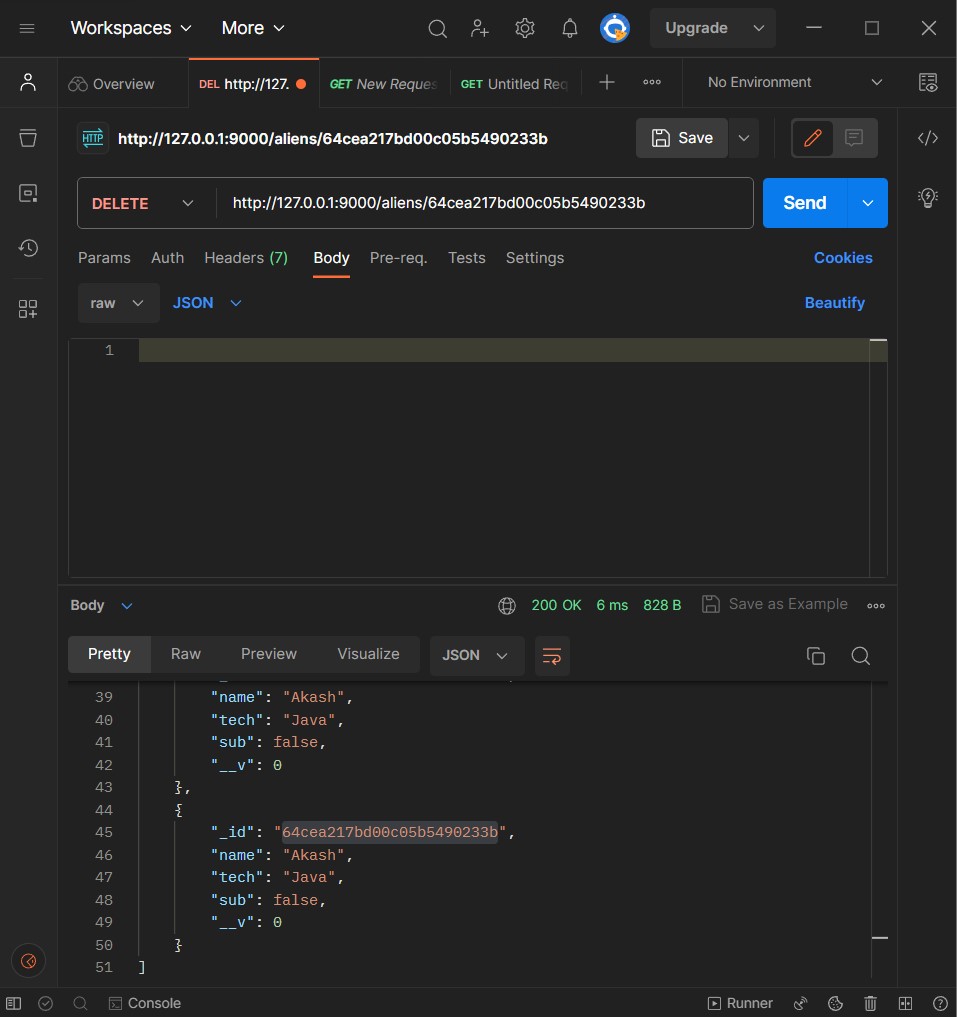 Workspaces More Upgrade
Overview DEL http://127. GET New Reques GET Untitled Req No Environment
HTTP http://127.0.0.1:9000/aliens/64cea217bd00c05b5490233b Save
DELETE http://127.0.0.1:9000/aliens/64cea217bd00c05b5490233b Send
Params Auth Headers (7) Body Pre-req. Tests Settings Cookies
raw JSON Beautify
1
Body 200 OK 6 ms 828 B Save as Example
Pretty Raw Preview Visualize JSON
39 "name": "Akash",
40 "tech": "Java",
41 "sub": false,
42 "__v": 0
43 },
44 {
45 "_id": "64cea217bd00c05b5490233b",
46 "name": "Akash",
47 "tech": "Java",
48 "sub": false,
49 "__v": 0
50 }
51 ]
Console Runner